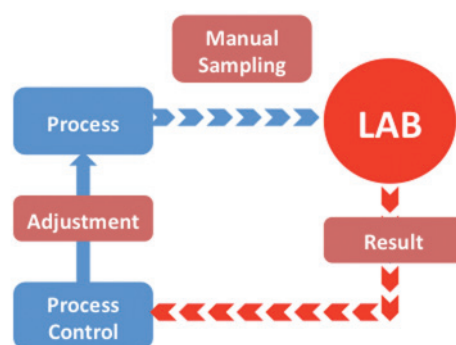 Manual
Sampling
Process
LAB
Adjustment
Result
Process
Control